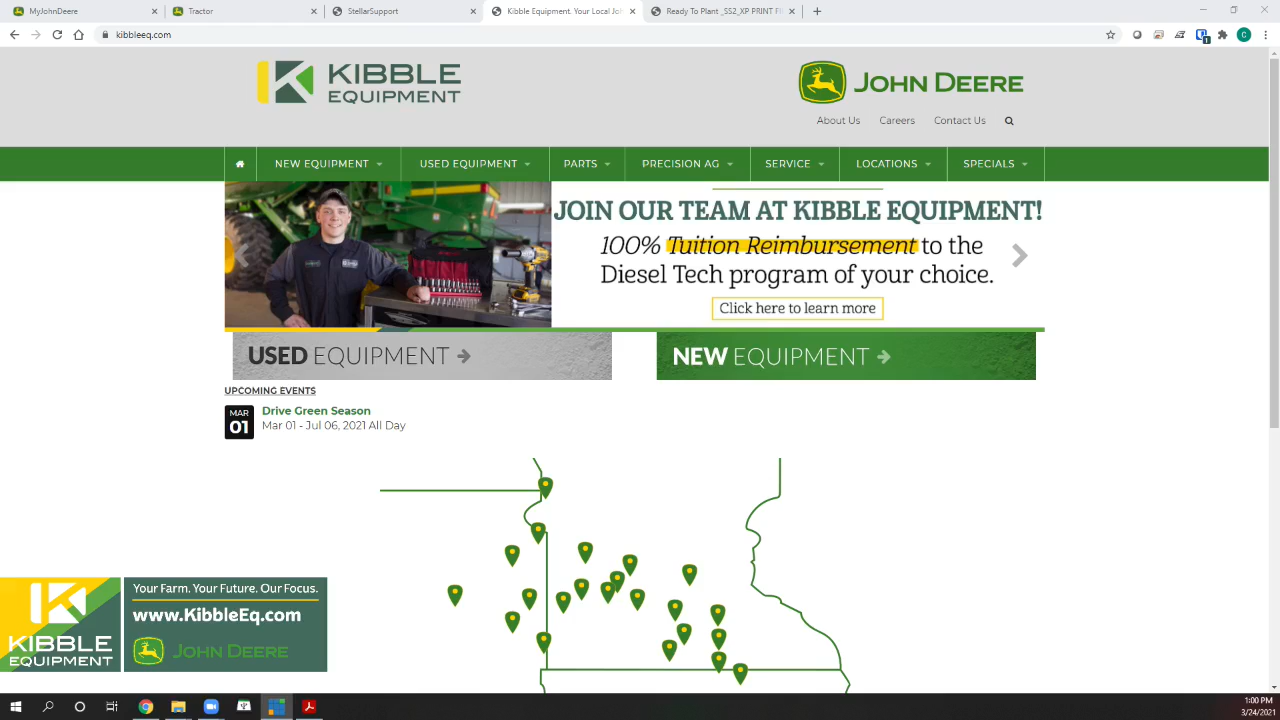 MyJohnDeere
Tractor
StellarSupport
Kibble Equipment. Your Local Joh
Ready To Plant _SS2_XP PRINT FI
kibbleeq.com
1
C
KIBBLE
EQUIPMENT
JOHN DEERE
About Us
Careers
Contact Us
NEW EQUIPMENT
USED EQUIPMENT
PARTS
PRECISION AG
SERVICE
LOCATIONS
SPECIALS
JOIN OUR TEAM AT KIBBLE EQUIPMENT!
100% Tuition Reimbursement to the
Diesel Tech program of your choice.
Click here to learn more
USED EQUIPMENT
NEW EQUIPMENT
UPCOMING EVENTS
MAR
01
Drive Green Season
Mar 01 - Jul 06, 2021 All Day
KIBBLE
EQUIPMENT
Your Farm. Your Future. Our Focus.
www.KibbleEq.com
JOHN DEERE
1:00 PM
3/24/2021